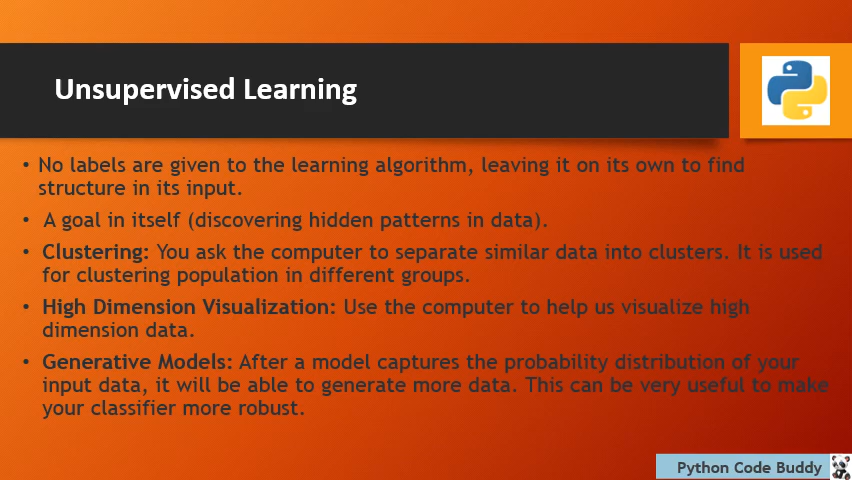 Unsupervised Learning
• No labels are given to the learning algorithm, leaving it on its own to find
structure in its input.
• A goal in itself (discovering hidden patterns in data).
• Clustering: You ask the computer to separate similar data into clusters. It is used
for clustering population in different groups.
• High Dimension Visualization: Use the computer to help us visualize high
dimension data.
• Generative Models: After a model captures the probability distribution of your
input data, it will be able to generate more data. This can be very useful to make
your classifier more robust.
Python Code Buddy